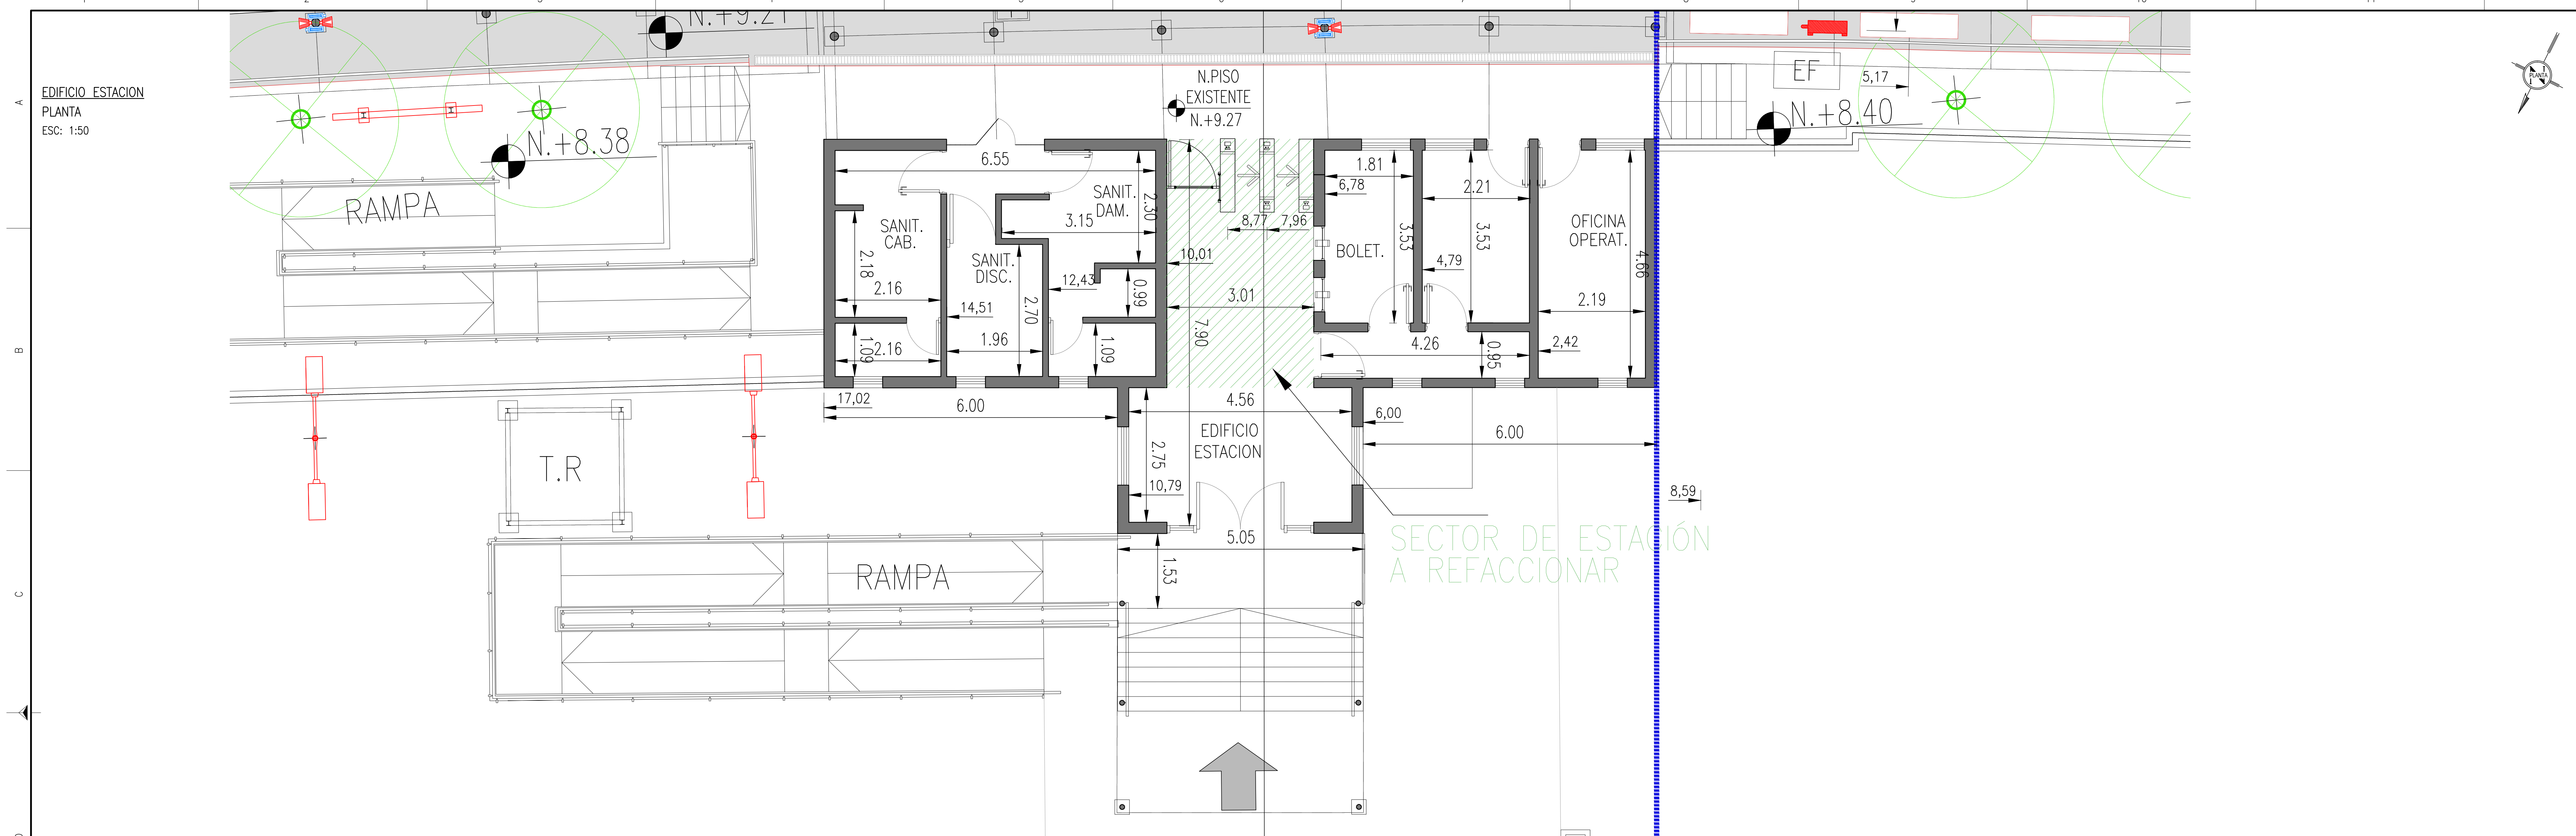 N.+9.21
EDIFICIO ESTACION
PLANTA
ESC: 1:50
N.+8.38
RAMPA
N.PISO
EXISTENTE
N.+9.27
EF
5,17
N.+8.40
PLANTA
6.55
SANIT.
DAM.
2.30
3.15
SANIT.
CAB.
2.18
2.16
SANIT.
DISC.
12,43
0.99
14,51
2.70
1.09
2.16
1.96
1.09
10,01
8,77
7,96
3.01
7.90
1.81
6,78
2.21
BOLET.
3.53
3.53
4,79
OFICINA
OPERAT.
4.66
2.19
4.26
0.95
2,42
17,02
6.00
4.56
6,00
6.00
EDIFICIO
ESTACION
2.75
10,79
8,59
T.R
5.05
1.53
SECTOR DE ESTACIÓN
A REFACCIONAR
RAMPA
A
B
C